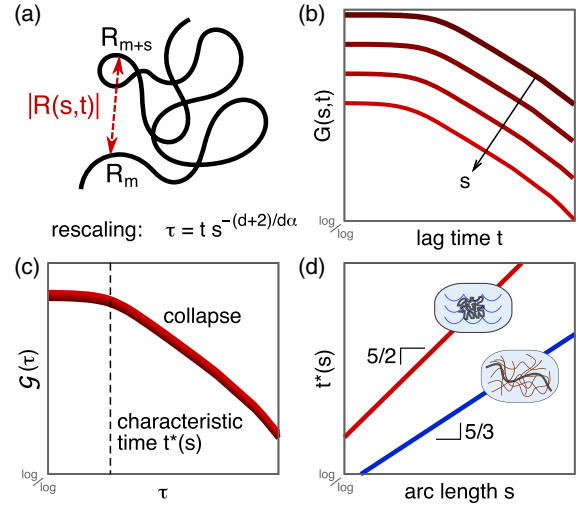 (a)
R_{m+s}
|R(s,t)|
R_m
rescaling: τ = t s^{-(d+2)/dα}
(b)
G(s,t)
s
log
log
lag time t
(c)
𝒢(τ)
collapse
characteristic
time t*(s)
log
log
τ
(d)
t*(s)
5/2
5/3
log
log
arc length s